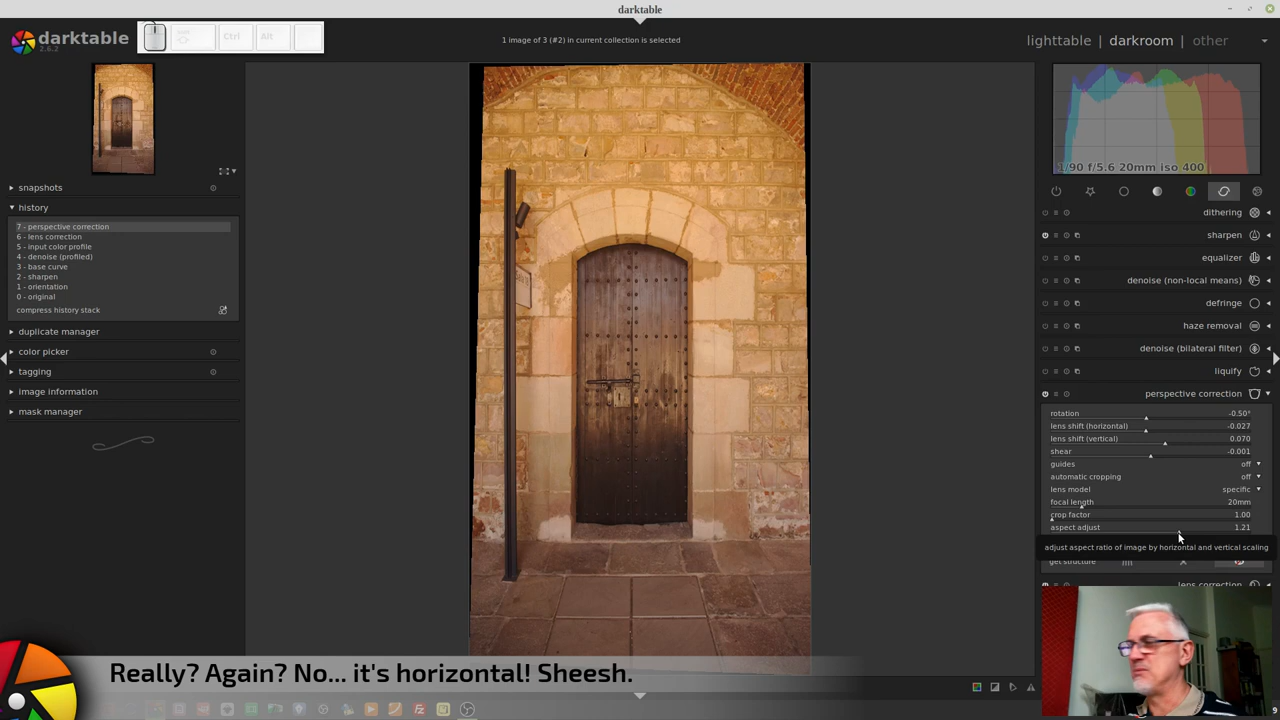 darktable
darktable
2.6.2
Ctrl
Alt
1 image of 3 (#2) in current collection is selected
lighttable | darkroom | other
snapshots
history
7 - perspective correction
6 - lens correction
5 - input color profile
4 - denoise (profiled)
3 - base curve
2 - sharpen
1 - orientation
0 - original
compress history stack
duplicate manager
color picker
tagging
image information
mask manager
1/90 f/5.6 20mm iso 400
dithering
sharpen
equalizer
denoise (non-local means)
defringe
haze removal
denoise (bilateral filter)
liquify
perspective correction
rotation -0.50°
lens shift (horizontal) -0.027
lens shift (vertical) 0.070
shear -0.001
guides off
automatic cropping off
lens model specific
focal length 20mm
crop factor 1.00
aspect adjust 1.21
adjust aspect ratio of image by horizontal and vertical scaling
get structure
lens correction
Really? Again? No... it's horizontal! Sheesh.